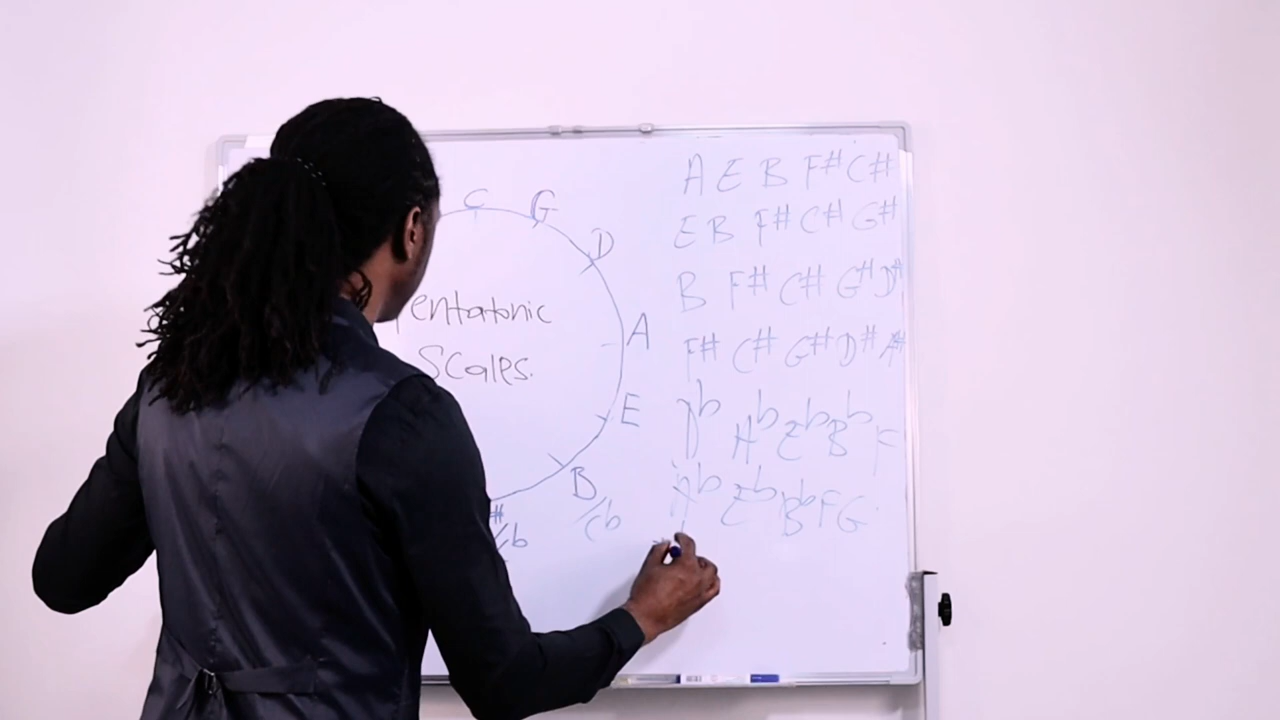 C G D A E B/Cb #/b
entatonic
Scales.
A E B F# C#
E B F# C# G#
B F# C# G# D#
F# C# G# D# A#
Db Ab Eb Bb F
Ab Eb Bb F G